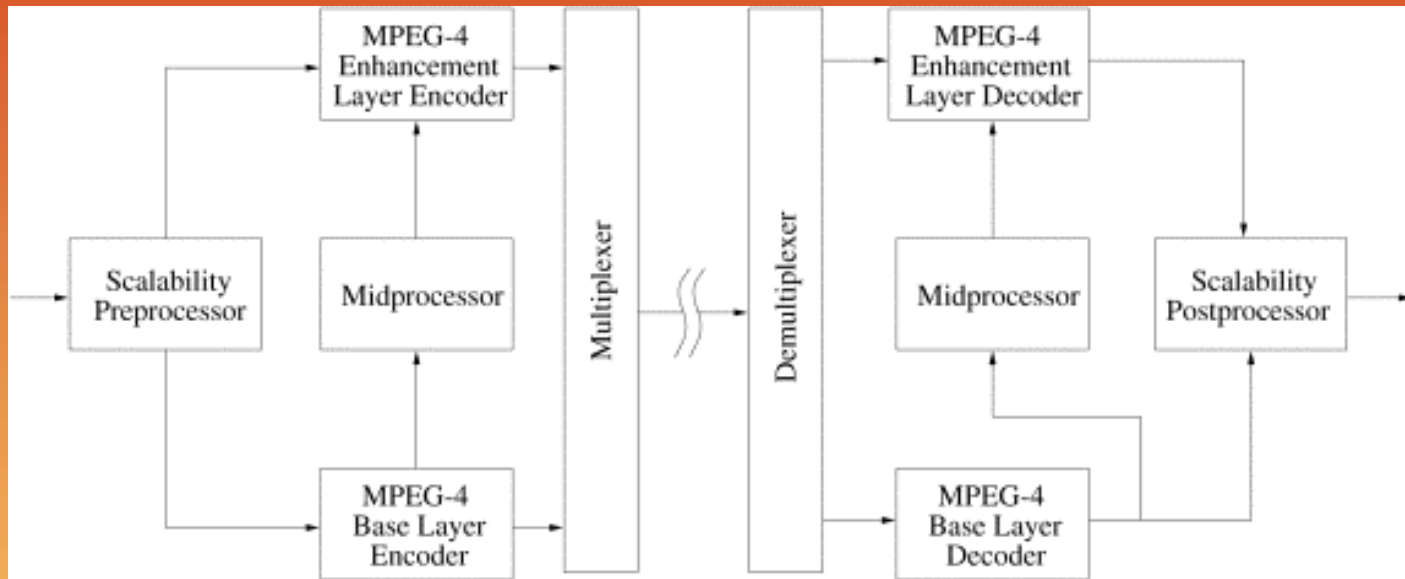 MPEG-4
Enhancement
Layer Encoder
Scalability
Preprocessor
Midprocessor
MPEG-4
Base Layer
Encoder
Multiplexer
Demultiplexer
MPEG-4
Enhancement
Layer Decoder
Midprocessor
Scalability
Postprocessor
MPEG-4
Base Layer
Decoder